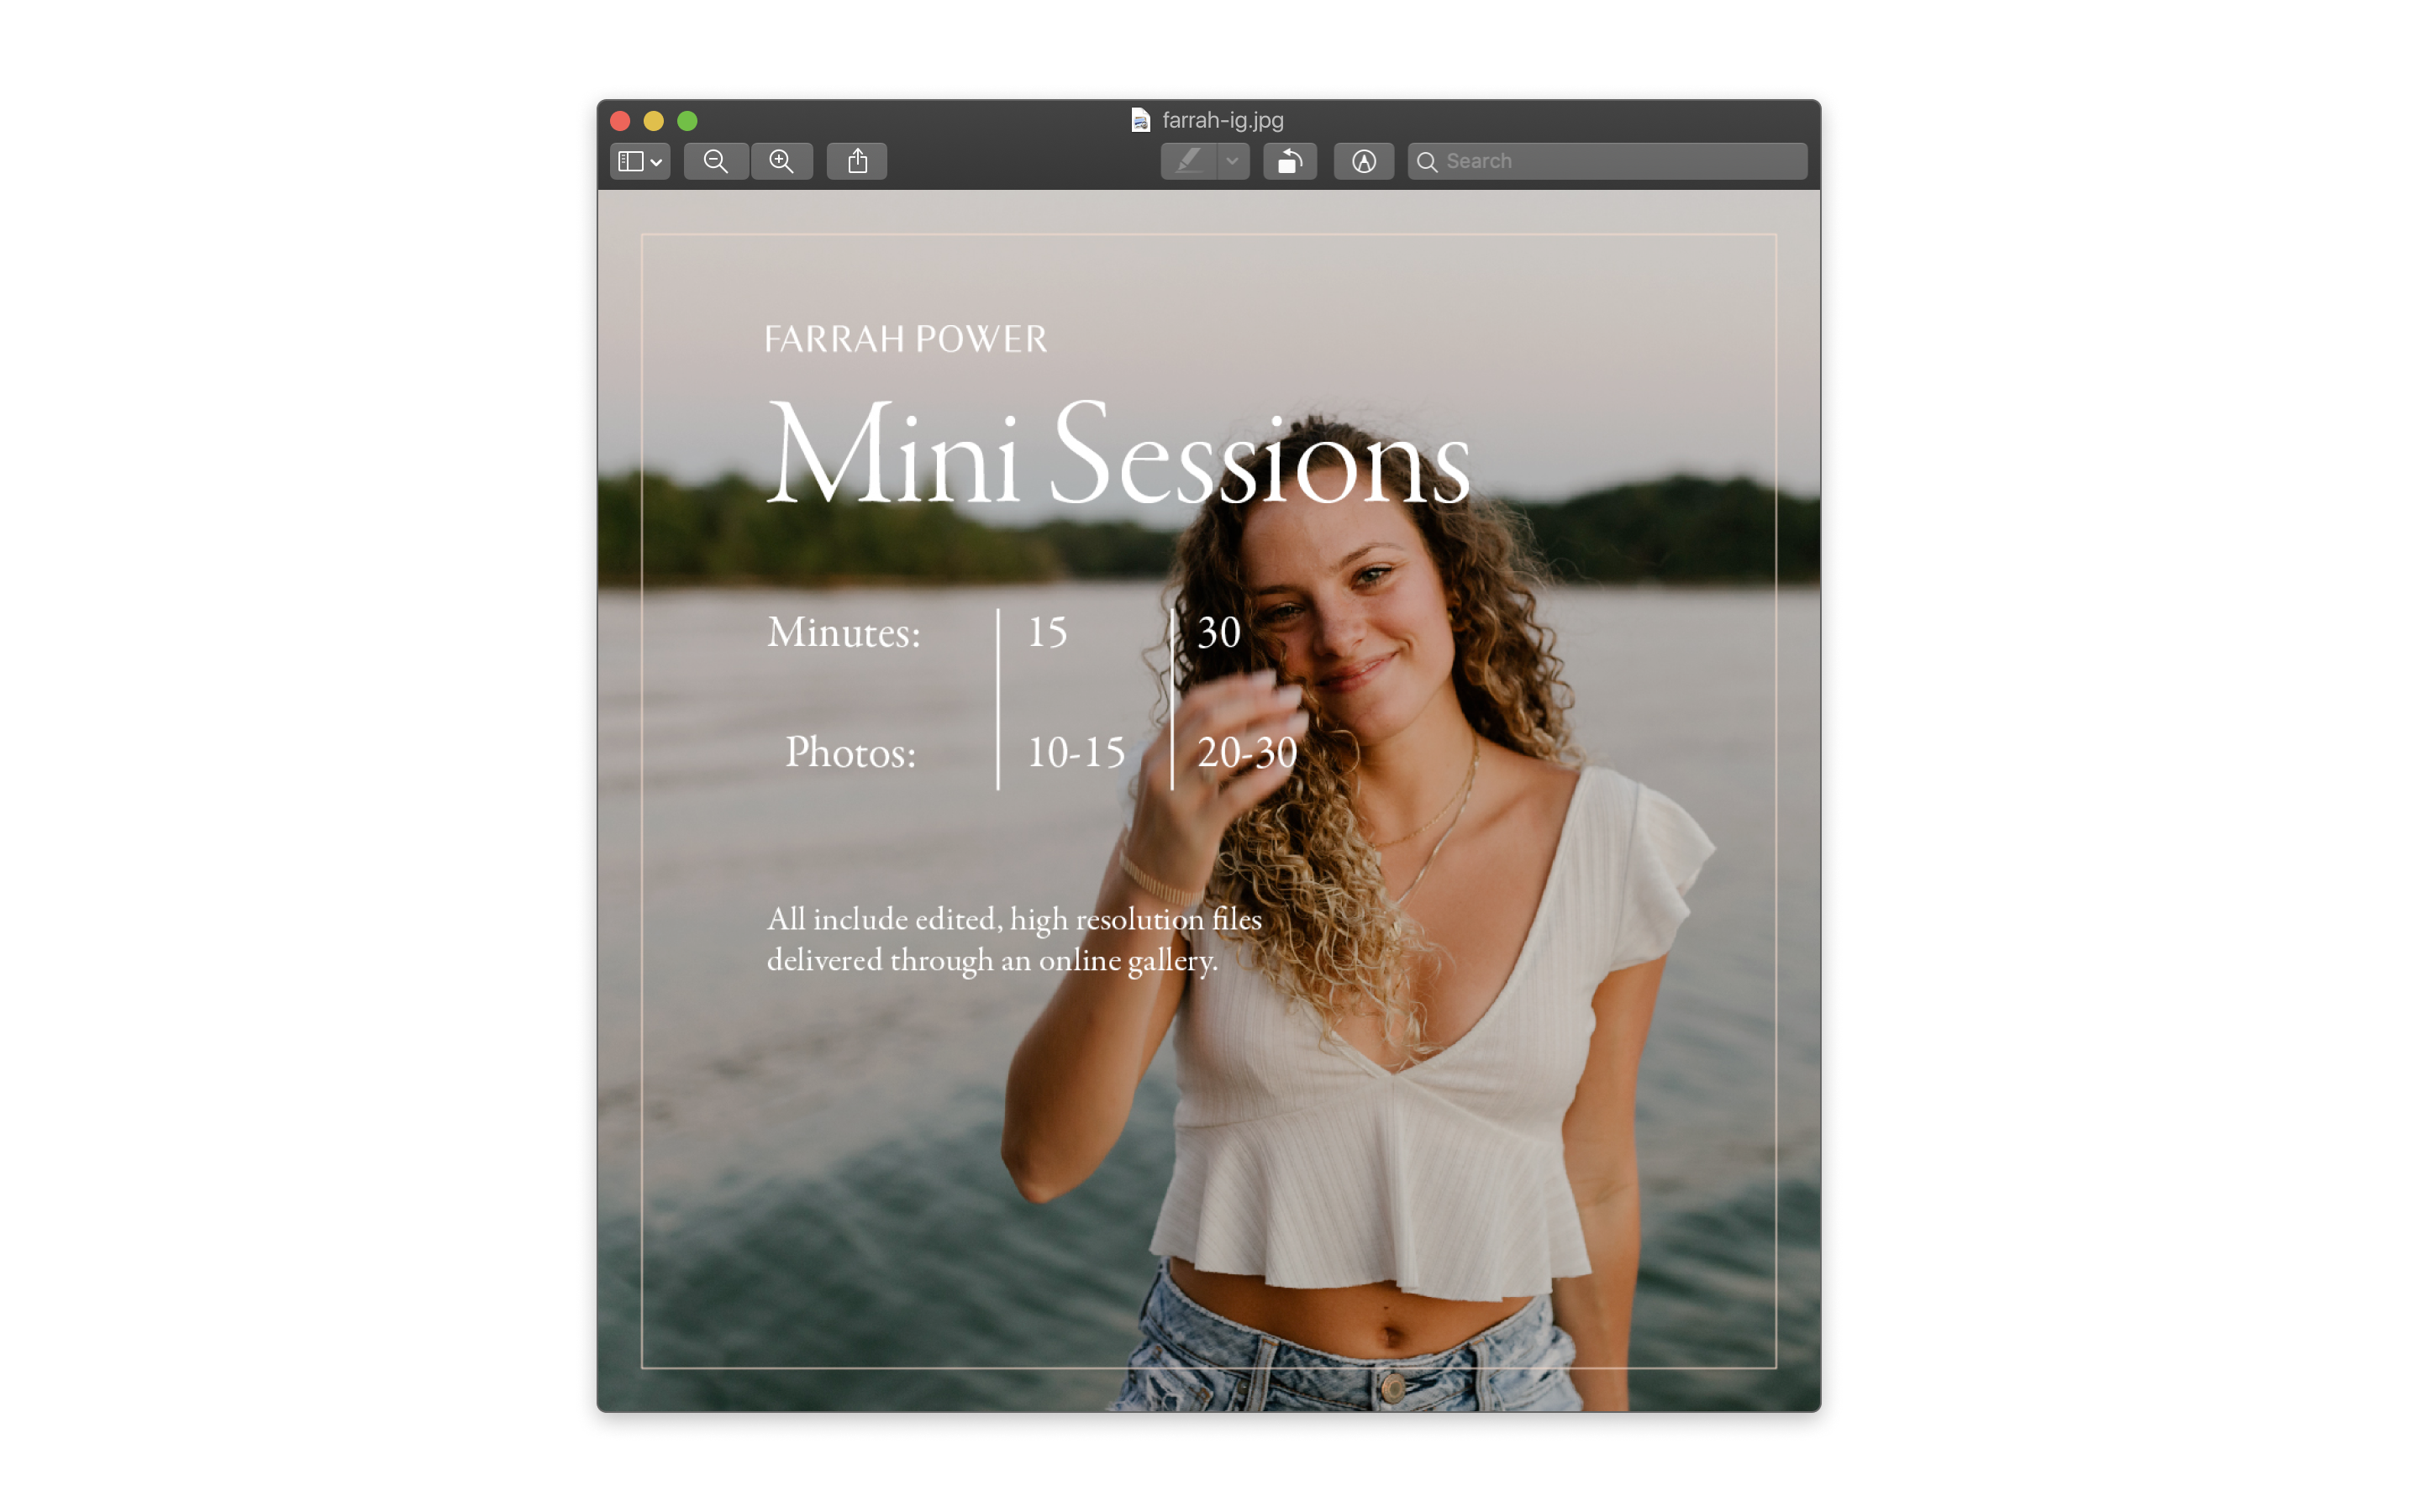 farrah-ig.jpg
Search
FARRAH POWER
Mini Sessions
Minutes: 15 30
Photos: 10-15 20-30
All include edited, high resolution files
delivered through an online gallery.